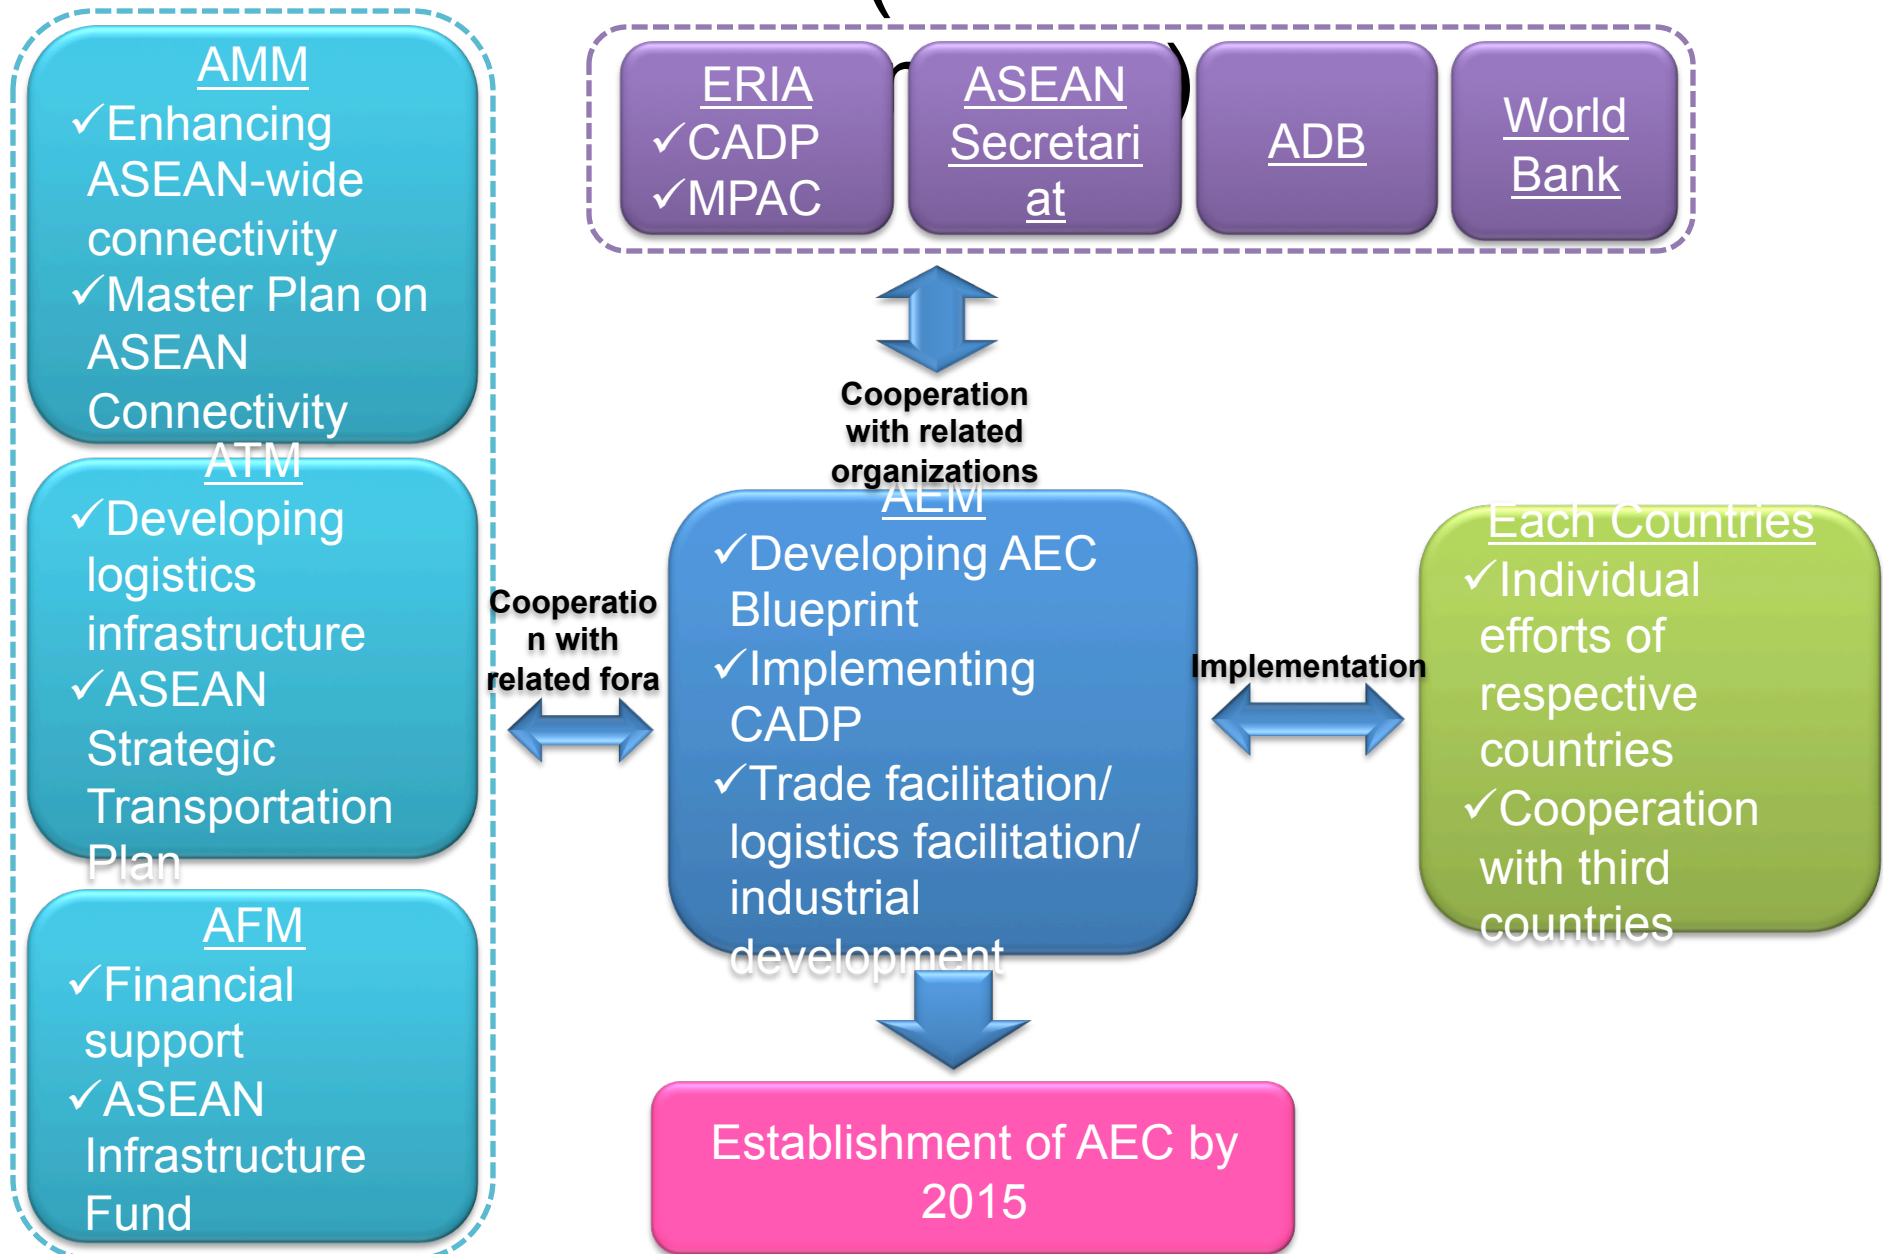 AMM
✓Enhancing
ASEAN-wide
connectivity
✓Master Plan on
ASEAN
Connectivity
ATM
✓Developing
logistics
infrastructure
✓ASEAN
Strategic
Transportation
Plan
AFM
✓Financial
support
✓ASEAN
Infrastructure
Fund
ERIA
✓CADP
✓MPAC
ASEAN
Secretari
at
ADB
World
Bank
Cooperation
with related
organizations
Cooperatio
n with
related fora
AEM
✓Developing AEC
Blueprint
✓Implementing
CADP
✓Trade facilitation/
logistics facilitation/
industrial
development
Implementation
Each Countries
✓Individual
efforts of
respective
countries
✓Cooperation
with third
countries
Establishment of AEC by
2015